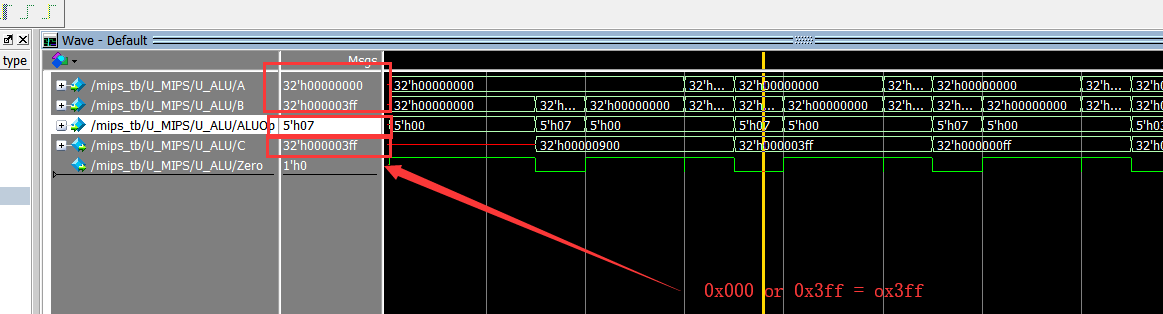 type
Wave - Default
Msgs
/mips_tb/U_MIPS/U_ALU/A 32'h00000000 32'h00000000 32'h... 32'h00000000 32'h... 32'h00000000 32'h... 32'h0
/mips_tb/U_MIPS/U_ALU/B 32'h000003ff 32'h00000000 32'h... 32'h00000000 32'h... 32'h... 32'h00000000 32'h... 32'h... 32'h00000000 32'h... 32'h0
/mips_tb/U_MIPS/U_ALU/ALUOp 5'h07 5'h00 5'h07 5'h00 5'h07 5'h00 5'h07 5'h00 5'h03
/mips_tb/U_MIPS/U_ALU/C 32'h000003ff 32'h00000900 32'h000003ff 32'h000000ff 32'h0
/mips_tb/U_MIPS/U_ALU/Zero 1'h0
0x000 or 0x3ff = ox3ff